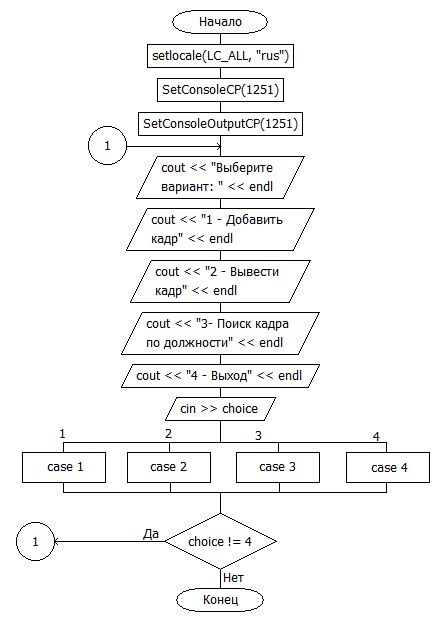 Начало
setlocale(LC_ALL, "rus")
SetConsoleCP(1251)
SetConsoleOutputCP(1251)
1
cout << "Выберите
вариант: " << endl
cout << "1 - Добавить
кадр" << endl
cout << "2 - Вывести
кадр" << endl
cout << "3- Поиск кадра
по должности" << endl
cout << "4 - Выход" << endl
cin >> choice
1
2
3
4
case 1
case 2
case 3
case 4
Да
1
choice != 4
Нет
Конец